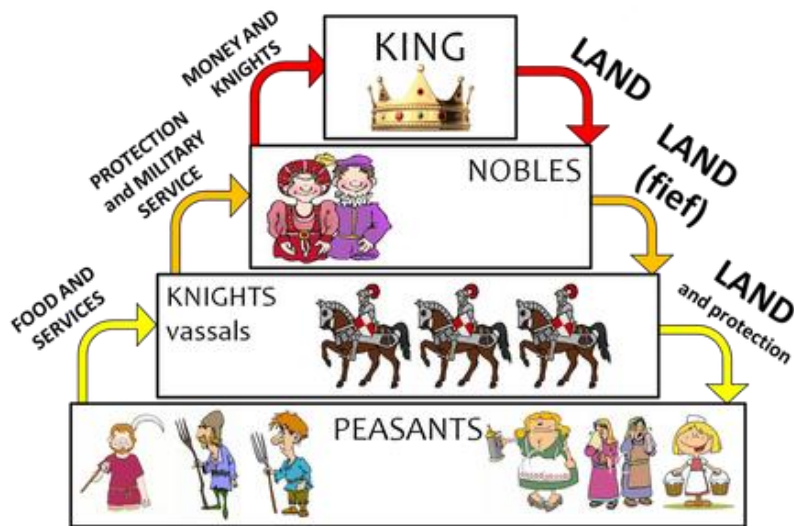 MONEY AND
KNIGHTS
KING
LAND
PROTECTION
and MILITARY
SERVICE
NOBLES
LAND
(fief)
FOOD AND
SERVICES
KNIGHTS
vassals
LAND
and protection
PEASANTS